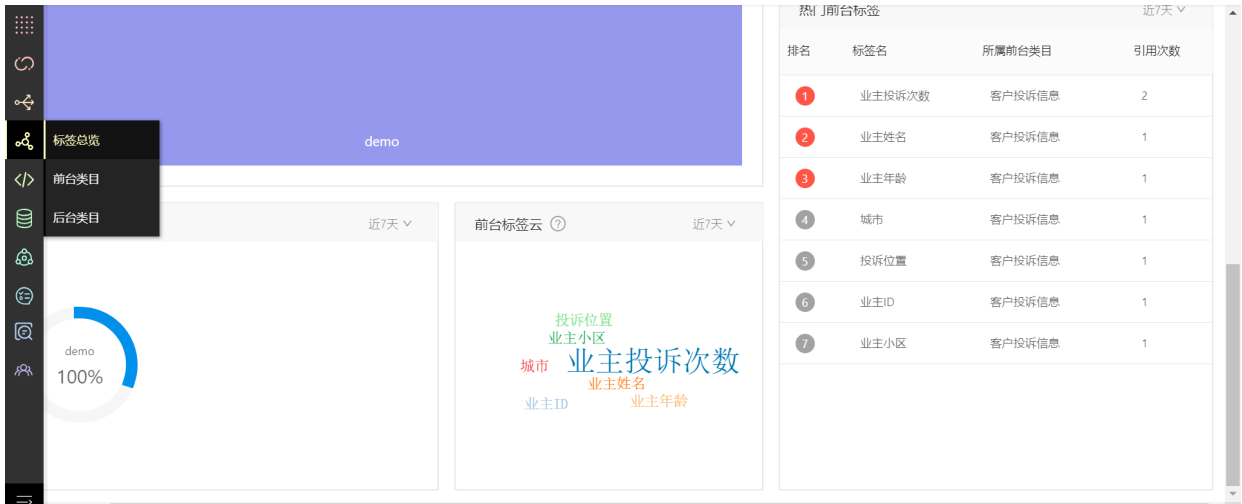 热门前台标签 近7天
排名 标签名 所属前台类目 引用次数
1 业主投诉次数 客户投诉信息 2
2 业主姓名 客户投诉信息 1
3 业主年龄 客户投诉信息 1
4 城市 客户投诉信息 1
5 投诉位置 客户投诉信息 1
6 业主ID 客户投诉信息 1
7 业主小区 客户投诉信息 1
demo
标签总览
前台类目
后台类目
近7天
demo
100%
前台标签云 ? 近7天
投诉位置
业主小区
城市 业主投诉次数
业主姓名
业主ID 业主年龄